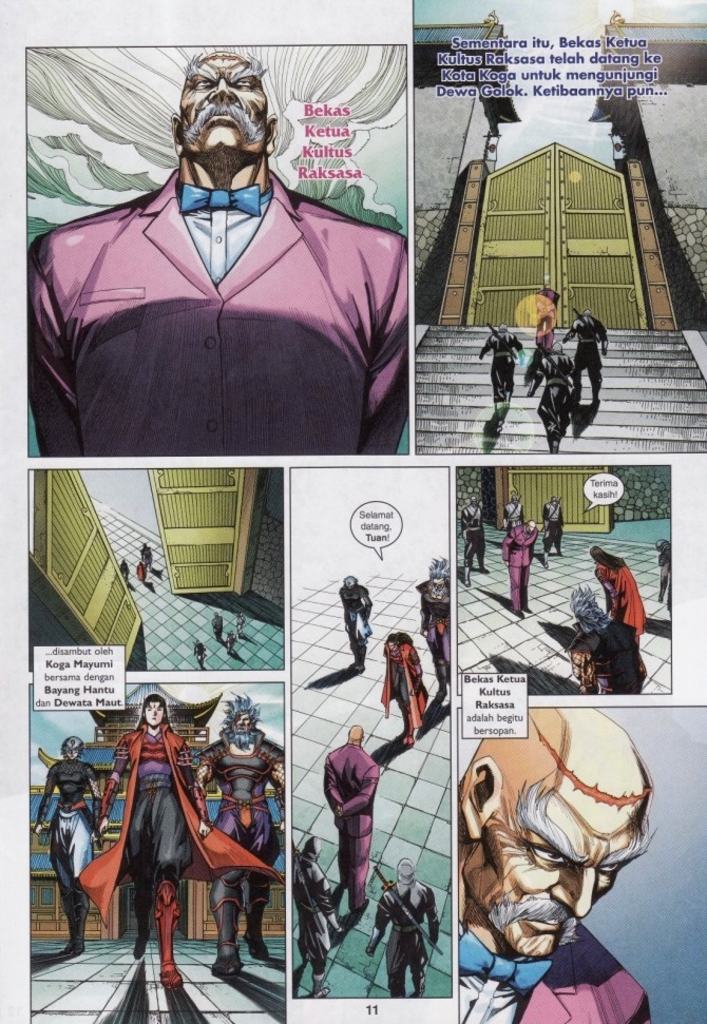 Bekas
Ketua
Kultus
Raksasa
Sementara itu, Bekas Ketua
Kultus Raksasa telah datang ke
Kota Koga untuk mengunjungi
Dewa Golok. Ketibaannya pun...
...disambut oleh
Koga Mayumi
bersama dengan
Bayang Hantu
dan Dewata Maut.
Selamat
datang,
Tuan!
Terima
kasih!
Bekas Ketua
Kultus
Raksasa
adalah begitu
bersopan.
11